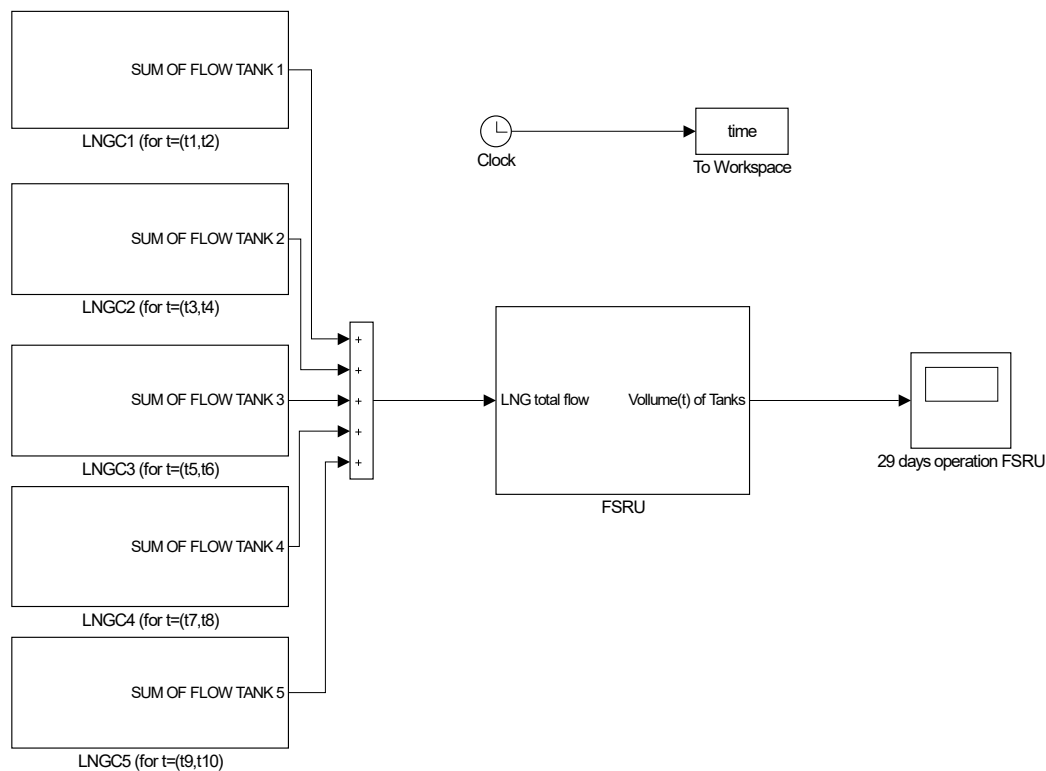 SUM OF FLOW TANK 1
LNGC1 (for t=(t1,t2)
time
Clock
To Workspace
SUM OF FLOW TANK 2
LNGC2 (for t=(t3,t4)
+
+
+
+
+
SUM OF FLOW TANK 3
LNGC3 (for t=(t5,t6)
LNG total flow
Vollume(t) of Tanks
FSRU
29 days operation FSRU
SUM OF FLOW TANK 4
LNGC4 (for t=(t7,t8)
SUM OF FLOW TANK 5
LNGC5 (for t=(t9,t10)